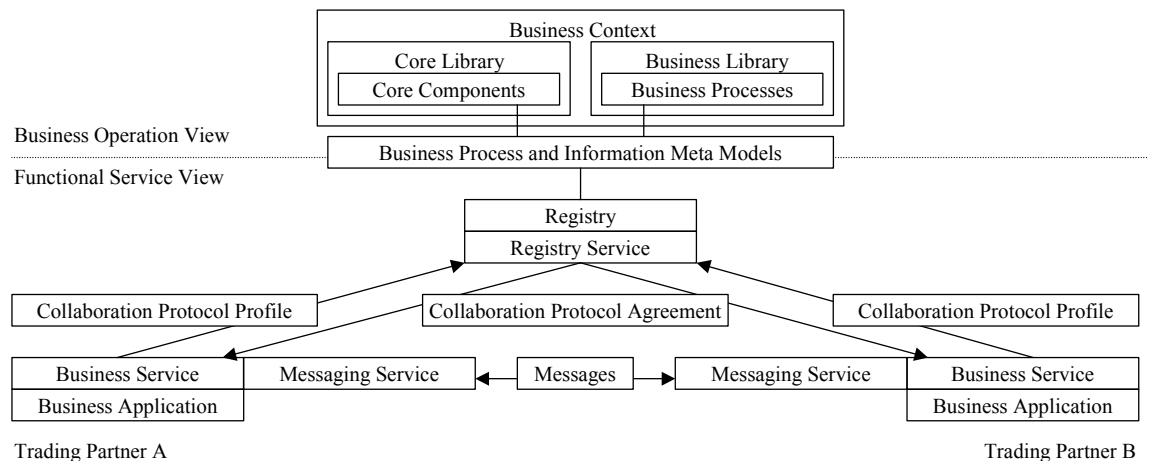 Business Context
Core Library
Business Library
Core Components
Business Processes
Business Operation View
Business Process and Information Meta Models
Functional Service View
Registry
Registry Service
Collaboration Protocol Profile
Collaboration Protocol Agreement
Collaboration Protocol Profile
Business Service
Messaging Service
Messages
Messaging Service
Business Service
Business Application
Business Application
Trading Partner A
Trading Partner B